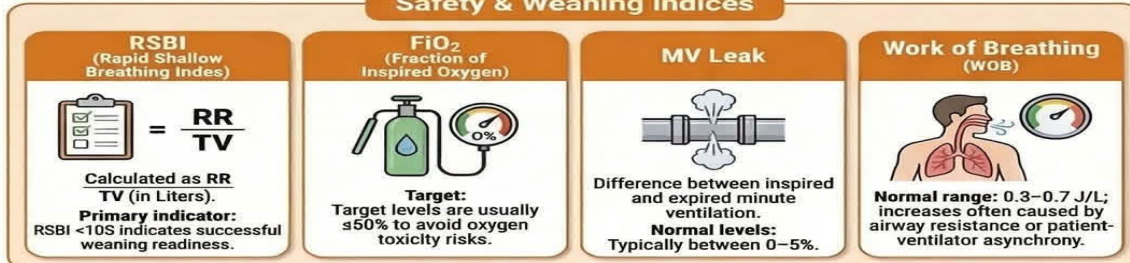 Safety & Weaning Indices
RSBI
(Rapid Shallow
Breathing Indes)
RR
=
TV
Calculated as RR
TV (in Liters).
Primary indicator:
RSBI <10S indicates successful
weaning readiness.
FiO₂
(Fraction of
Inspired Oxygen)
0%
Target:
Target levels are usually
≤50% to avoid oxygen
toxicity risks.
MV Leak
Difference between inspired
and expired minute
ventilation.
Normal levels:
Typically between 0–5%.
Work of Breathing
(WOB)
Normal range: 0.3–0.7 J/L;
increases often caused by
airway resistance or patient-
ventilator asynchrony.